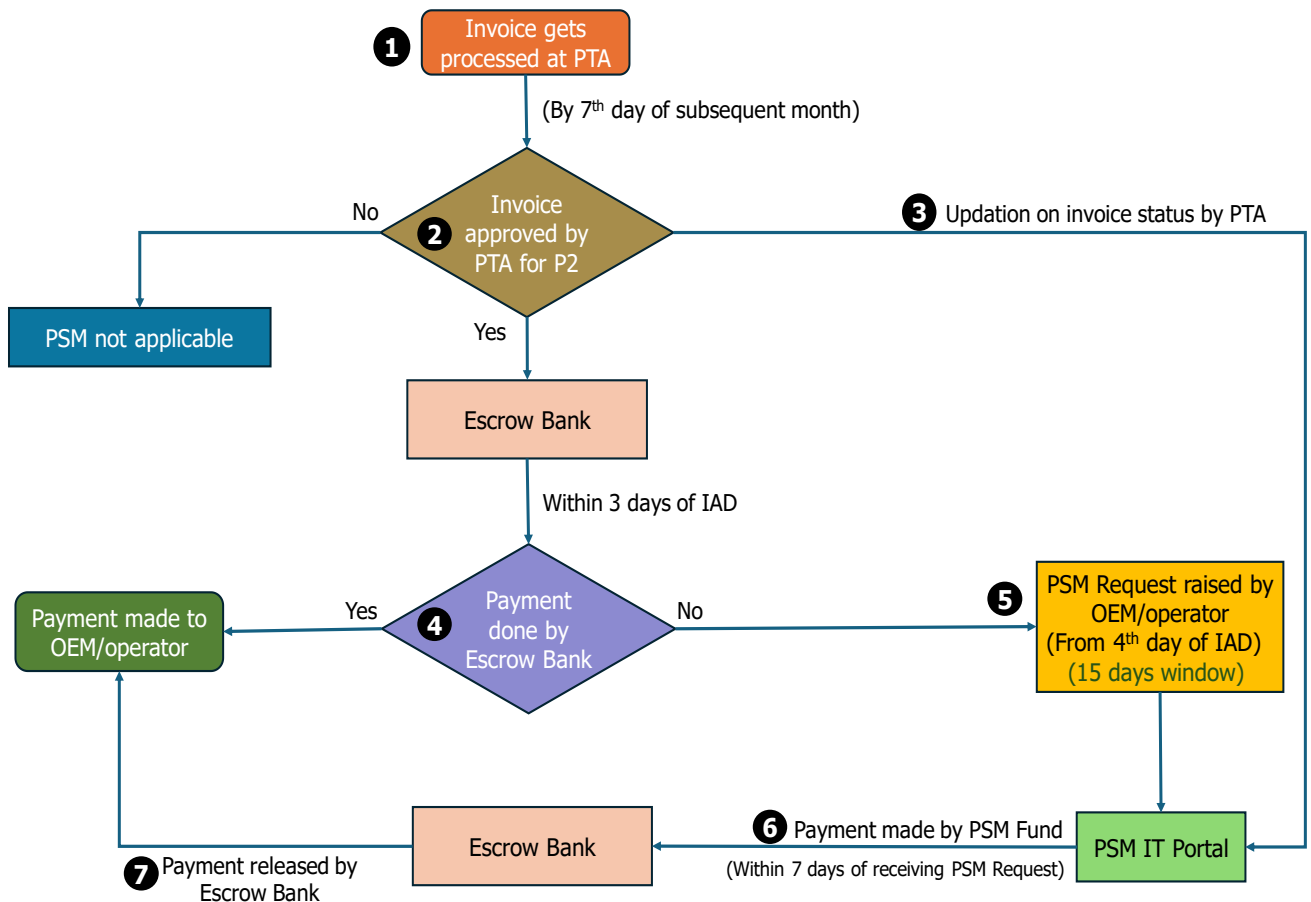 1
Invoice gets
processed at PTA
(By 7th day of subsequent month)
No
2
Invoice
approved by
PTA for P2
3
Updation on invoice status by PTA
PSM not applicable
Yes
Escrow Bank
Within 3 days of IAD
Payment made to
OEM/operator
Yes
4
Payment
done by
Escrow Bank
No
5
PSM Request raised by
OEM/operator
(From 4th day of IAD)
(15 days window)
6
Payment made by PSM Fund
(Within 7 days of receiving PSM Request)
PSM IT Portal
Escrow Bank
7
Payment released by
Escrow Bank